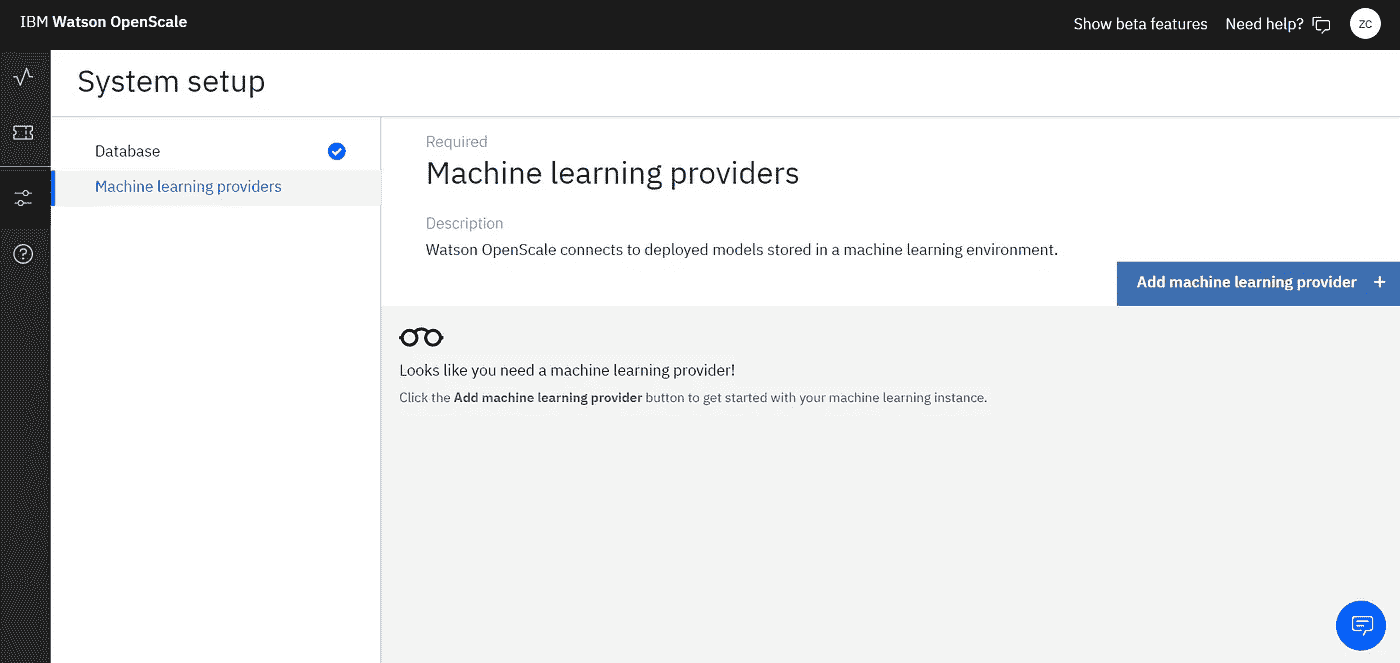 IBM Watson OpenScale
Show beta features
Need help?
ZC
System setup
Database
Machine learning providers
Required
Machine learning providers
Description
Watson OpenScale connects to deployed models stored in a machine learning environment.
Add machine learning provider +
Looks like you need a machine learning provider!
Click the Add machine learning provider button to get started with your machine learning instance.